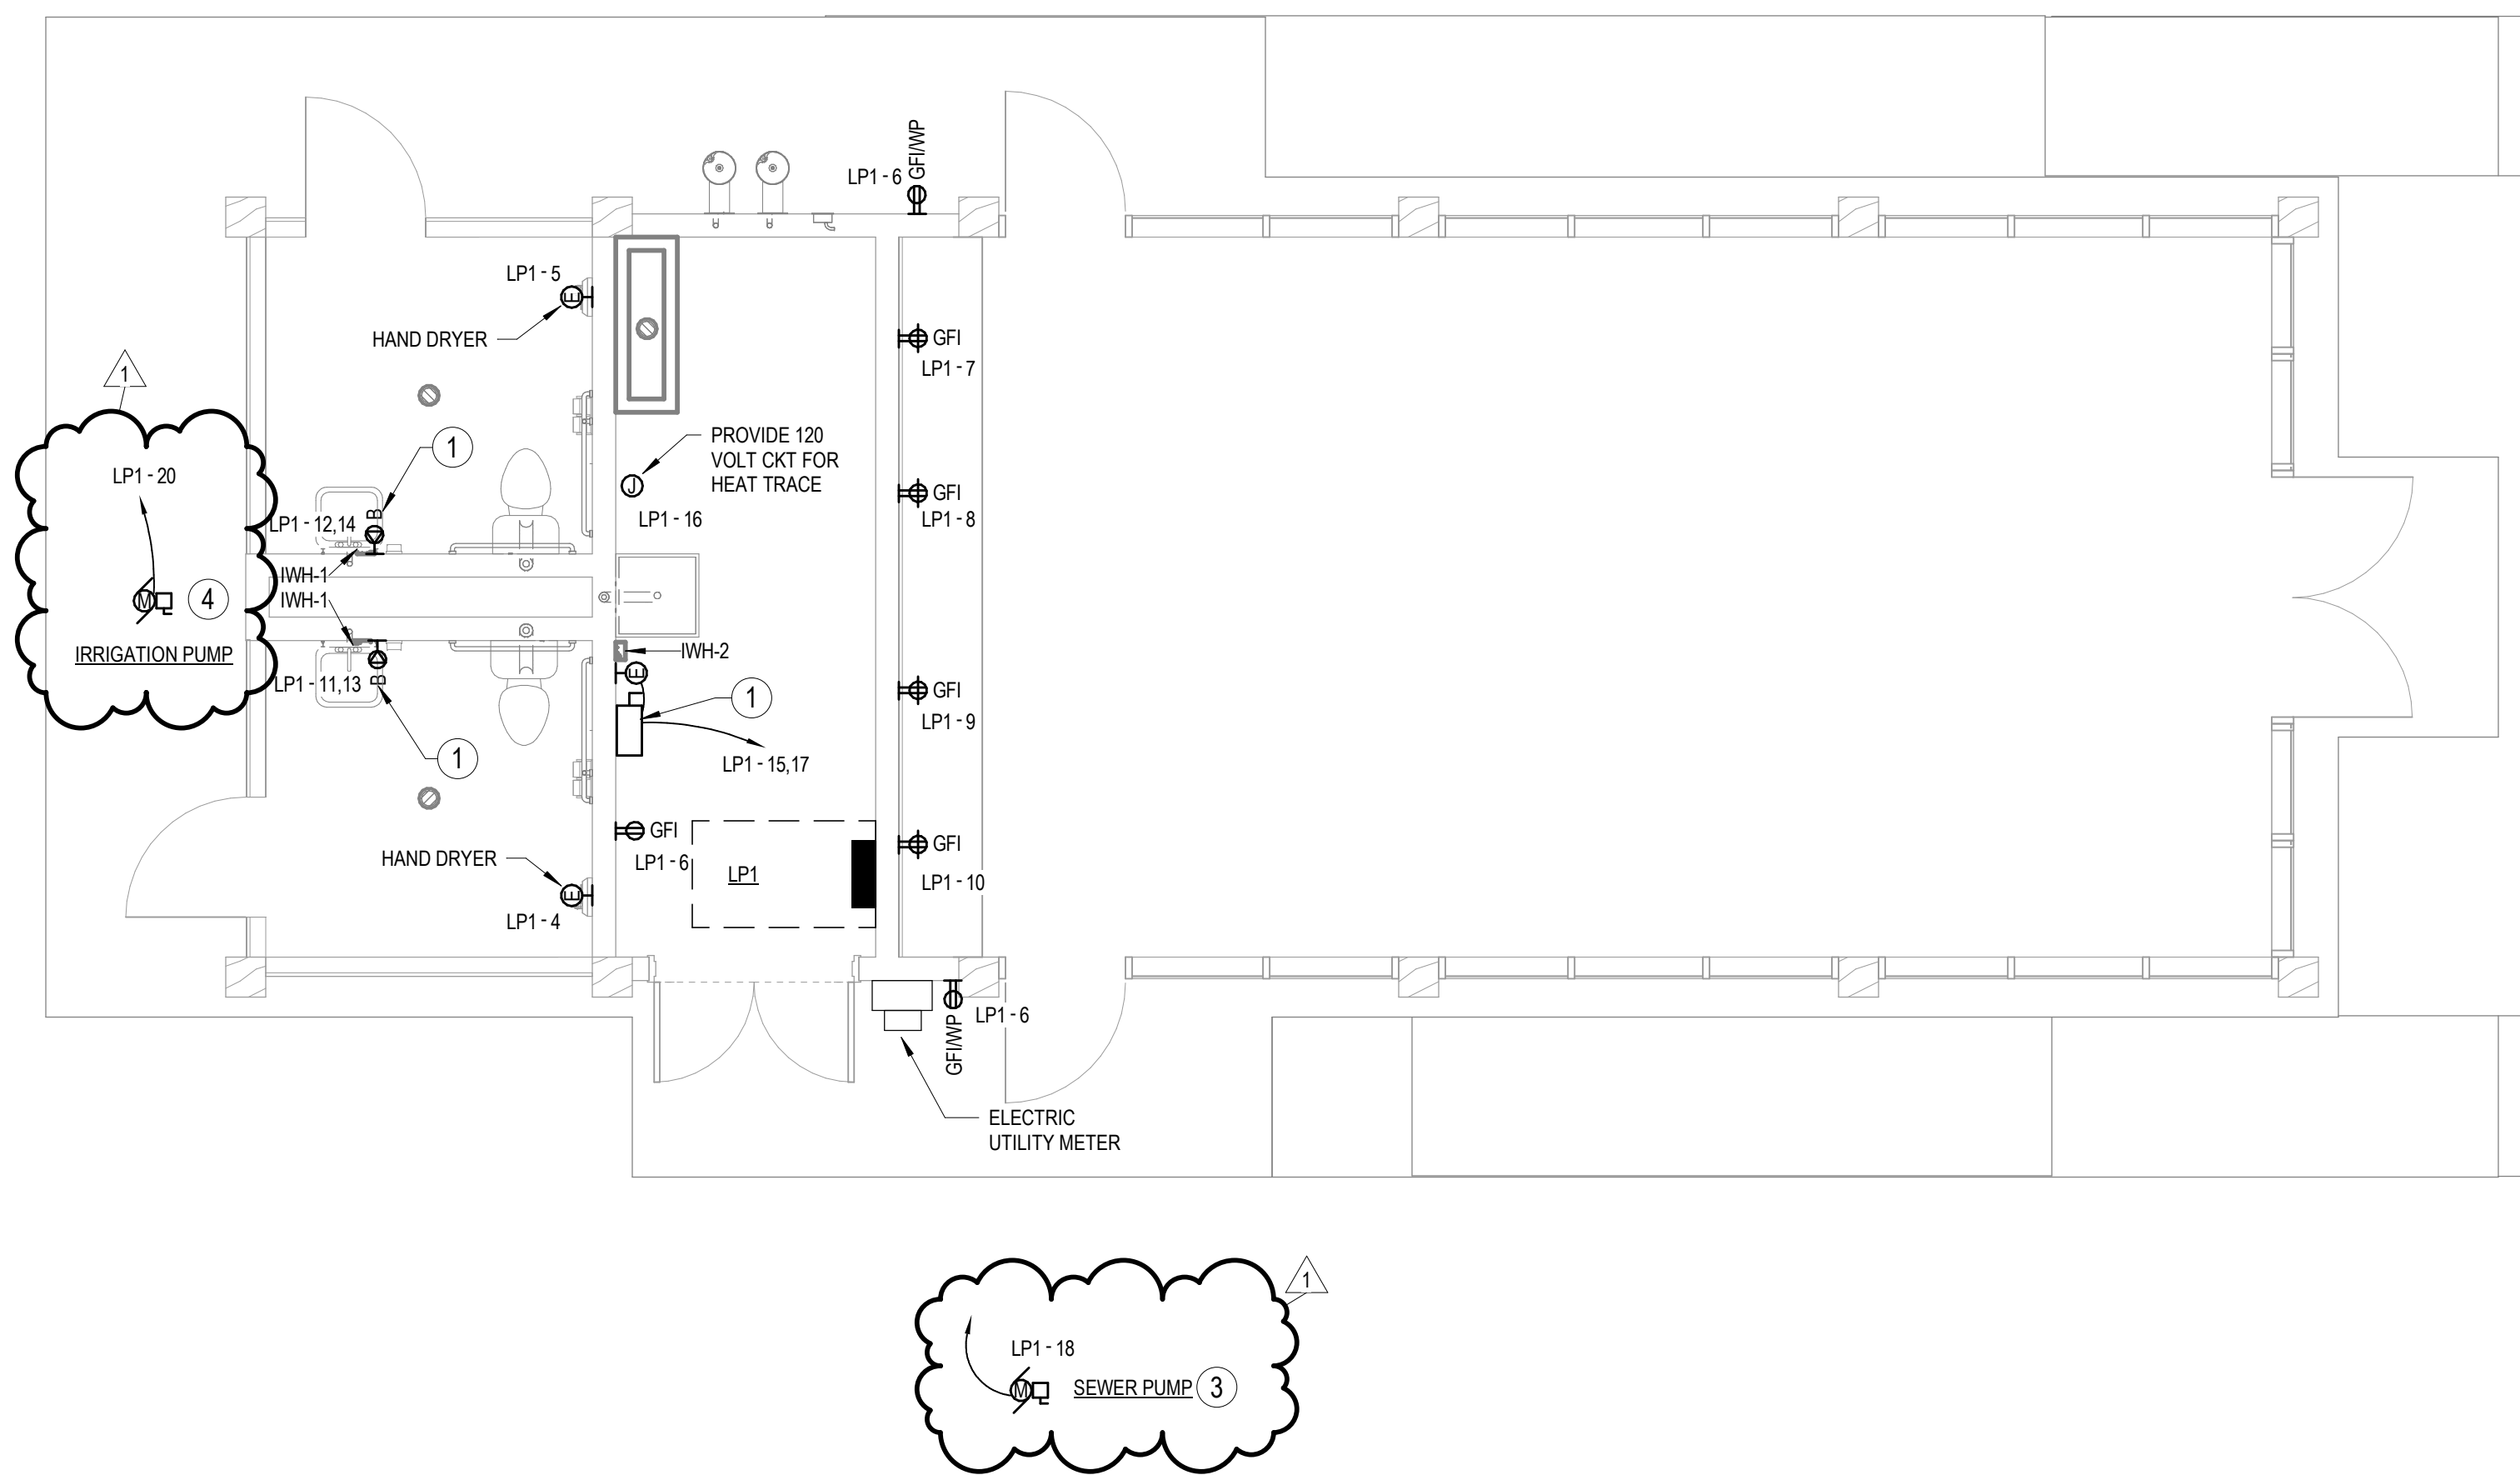 GFI/WP
LP1 - 6
LP1 - 5
E
HAND DRYER
GFI
LP1 - 7
1
1
PROVIDE 120
VOLT CKT FOR
HEAT TRACE
J
LP1 - 16
LP1 - 20
LP1 - 12,14
B
GFI
LP1 - 8
IWH-1
IWH-1
M
4
IRRIGATION PUMP
LP1 - 11,13
B
IWH-2
E
1
GFI
LP1 - 9
1
LP1 - 15,17
GFI
LP1 - 6
HAND DRYER
E
LP1 - 4
LP1
GFI
LP1 - 10
LP1 - 6
GFI/WP
ELECTRIC
UTILITY METER
1
LP1 - 18
M
SEWER PUMP
3